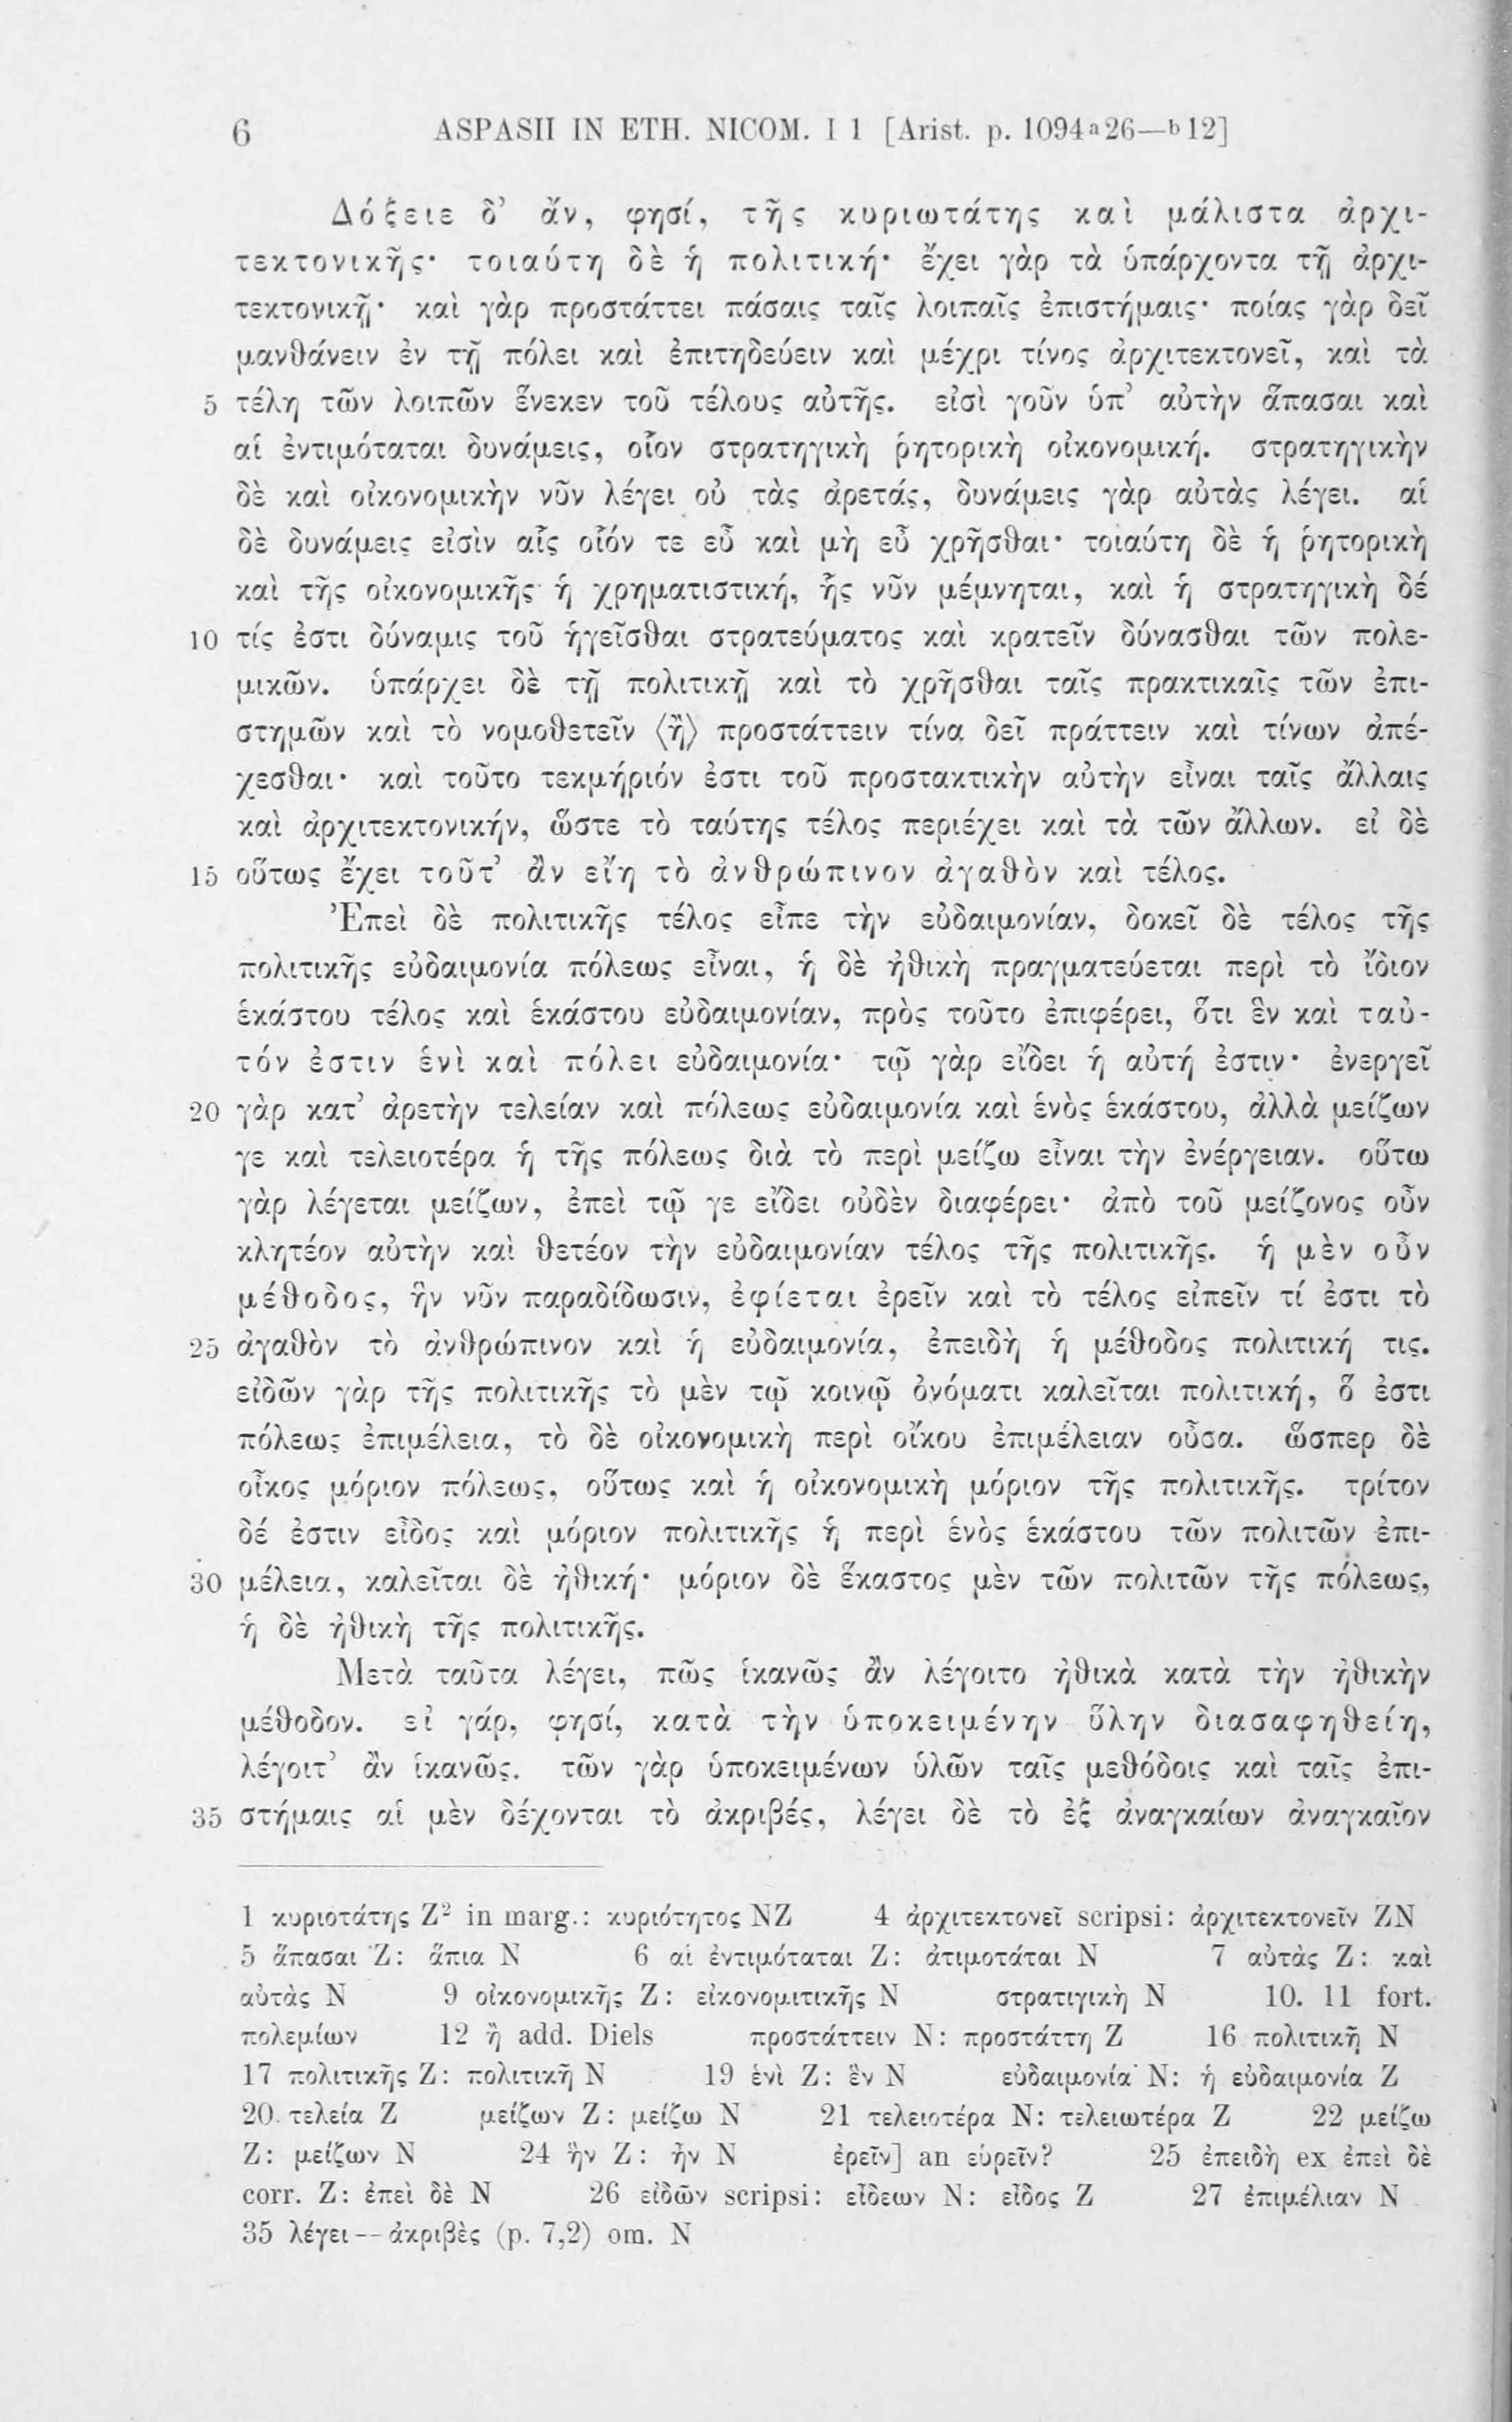 6 ASPASII IN ETH. NICOM. I 1 [Arist. p. 1094ᵃ26—ᵇ12]
Δόξειε δ’ ἄν, φησί, τῆς κυριωτάτης καὶ μάλιστα ἀρχι-
τεκτονικῆς· τοιαύτη δὲ ἡ πολιτική· ἔχει γὰρ τὰ ὑπάρχοντα τῇ ἀρχι-
τεκτονικῇ· καὶ γὰρ προστάττει πάσαις ταῖς λοιπαῖς ἐπιστήμαις· ποίας γὰρ δεῖ
μανθάνειν ἐν τῇ πόλει καὶ ἐπιτηδεύειν καὶ μέχρι τίνος ἀρχιτεκτονεῖ, καὶ τὰ
5 τέλη τῶν λοιπῶν ἕνεκεν τοῦ τέλους αὐτῆς. εἰσὶ γοῦν ὑπ’ αὐτὴν ἅπασαι καὶ
αἱ ἐντιμόταται δυνάμεις, οἷον στρατηγικὴ ῥητορικὴ οἰκονομική. στρατηγικὴν
δὲ καὶ οἰκονομικὴν νῦν λέγει οὐ τὰς ἀρετάς, δυνάμεις γὰρ αὐτὰς λέγει. αἱ
δὲ δυνάμεις εἰσὶν αἷς οἷόν τε εὖ καὶ μὴ εὖ χρῆσθαι· τοιαύτη δὲ ἡ ῥητορικὴ
καὶ τῆς οἰκονομικῆς ἡ χρηματιστική, ἧς νῦν μέμνηται, καὶ ἡ στρατηγικὴ δέ
10 τίς ἐστι δύναμις τοῦ ἡγεῖσθαι στρατεύματος καὶ κρατεῖν δύνασθαι τῶν πολε-
μικῶν. ὑπάρχει δὲ τῇ πολιτικῇ καὶ τὸ χρῆσθαι ταῖς πρακτικαῖς τῶν ἐπι-
στημῶν καὶ τὸ νομοθετεῖν ⟨ἢ⟩ προστάττειν τίνα δεῖ πράττειν καὶ τίνων ἀπέ-
χεσθαι· καὶ τοῦτο τεκμήριόν ἐστι τοῦ προστακτικὴν αὐτὴν εἶναι ταῖς ἄλλαις
καὶ ἀρχιτεκτονικήν, ὥστε τὸ ταύτης τέλος περιέχει καὶ τὰ τῶν ἄλλων. εἰ δὲ
15 οὕτως ἔχει τοῦτ’ ἂν εἴη τὸ ἀνθρώπινον ἀγαθὸν καὶ τέλος.
Ἐπεὶ δὲ πολιτικῆς τέλος εἶπε τὴν εὐδαιμονίαν, δοκεῖ δὲ τέλος τῆς
πολιτικῆς εὐδαιμονία πόλεως εἶναι, ἡ δὲ ἠθικὴ πραγματεύεται περὶ τὸ ἴδιον
ἑκάστου τέλος καὶ ἑκάστου εὐδαιμονίαν, πρὸς τοῦτο ἐπιφέρει, ὅτι ἓν καὶ ταὐ-
τόν ἐστιν ἑνὶ καὶ πόλει εὐδαιμονία· τῷ γὰρ εἴδει ἡ αὐτή ἐστιν· ἐνεργεῖ
20 γὰρ κατ’ ἀρετὴν τελείαν καὶ πόλεως εὐδαιμονία καὶ ἑνὸς ἑκάστου, ἀλλὰ μείζων
γε καὶ τελειοτέρα ἡ τῆς πόλεως διὰ τὸ περὶ μείζω εἶναι τὴν ἐνέργειαν. οὕτω
γὰρ λέγεται μείζων, ἐπεὶ τῷ γε εἴδει οὐδὲν διαφέρει· ἀπὸ τοῦ μείζονος οὖν
κλητέον αὐτὴν καὶ θετέον τὴν εὐδαιμονίαν τέλος τῆς πολιτικῆς. ἡ μὲν οὖν
μέθοδος, ἣν νῦν παραδίδωσιν, ἐφίεται ἐρεῖν καὶ τὸ τέλος εἰπεῖν τί ἐστι τὸ
25 ἀγαθὸν τὸ ἀνθρώπινον καὶ ἡ εὐδαιμονία, ἐπειδὴ ἡ μέθοδος πολιτική τις.
εἰδῶν γὰρ τῆς πολιτικῆς τὸ μὲν τῷ κοινῷ ὀνόματι καλεῖται πολιτική, ὅ ἐστι
πόλεως ἐπιμέλεια, τὸ δὲ οἰκονομικὴ περὶ οἴκου ἐπιμέλειαν οὖσα. ὥσπερ δὲ
οἶκος μόριον πόλεως, οὕτως καὶ ἡ οἰκονομικὴ μόριον τῆς πολιτικῆς. τρίτον
δέ ἐστιν εἶδος καὶ μόριον πολιτικῆς ἡ περὶ ἑνὸς ἑκάστου τῶν πολιτῶν ἐπι-
30 μέλεια, καλεῖται δὲ ἠθική· μόριον δὲ ἕκαστος μὲν τῶν πολιτῶν τῆς πόλεως,
ἡ δὲ ἠθικὴ τῆς πολιτικῆς.
Μετὰ ταῦτα λέγει, πῶς ἱκανῶς ἂν λέγοιτο ἠθικὰ κατὰ τὴν ἠθικὴν
μέθοδον. εἰ γάρ, φησί, κατὰ τὴν ὑποκειμένην ὕλην διασαφηθείη,
λέγοιτ’ ἂν ἱκανῶς. τῶν γὰρ ὑποκειμένων ὑλῶν ταῖς μεθόδοις καὶ ταῖς ἐπι-
35 στήμαις αἱ μὲν δέχονται τὸ ἀκριβές, λέγει δὲ τὸ ἐξ ἀναγκαίων ἀναγκαῖον
1 κυριοτάτης Z² in marg.: κυριότητος NZ 4 ἀρχιτεκτονεῖ scripsi: ἀρχιτεκτονεῖν ZN
5 ἅπασαι Z: ἅπια N 6 αἱ ἐντιμόταται Z: ἀτιμοτάται N 7 αὐτὰς Z: καὶ
αὐτὰς N 9 οἰκονομικῆς Z: εἰκονομιτικῆς N στρατιγικὴ N 10. 11 fort.
πολεμίων 12 ἢ add. Diels προστάττειν N: προστάττη Z 16 πολιτικῇ N
17 πολιτικῆς Z: πολιτικῆ N 19 ἑνὶ Z: ἓν N εὐδαιμονία N: ἡ εὐδαιμονία Z
20 τελεία Z μείζων Z: μείζω N 21 τελειοτέρα N: τελειωτέρα Z 22 μείζω
Z: μείζων N 24 ἣν Z: ἦν N ἐρεῖν] an εὑρεῖν? 25 ἐπειδὴ ex ἐπεὶ δὲ
corr. Z: ἐπεὶ δὲ N 26 εἰδῶν scripsi: εἴδεων N: εἶδος Z 27 ἐπιμέλιαν N
35 λέγει—ἀκριβὲς (p. 7,2) om. N